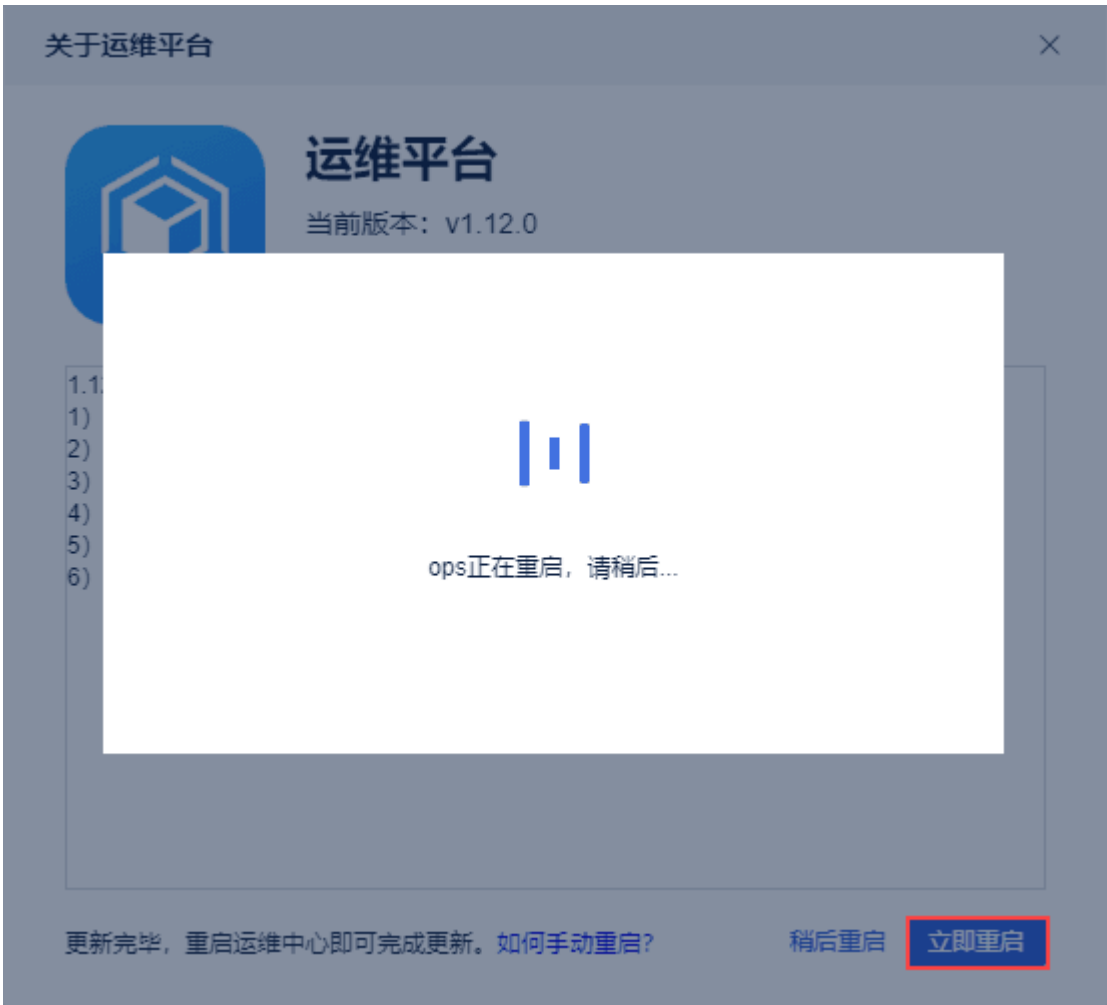 关于运维平台
运维平台
当前版本：v1.12.0
1.1
1）
2）
3）
4）
5）
6）
ops正在重启，请稍后...
更新完毕，重启运维中心即可完成更新。如何手动重启？
稍后重启
立即重启